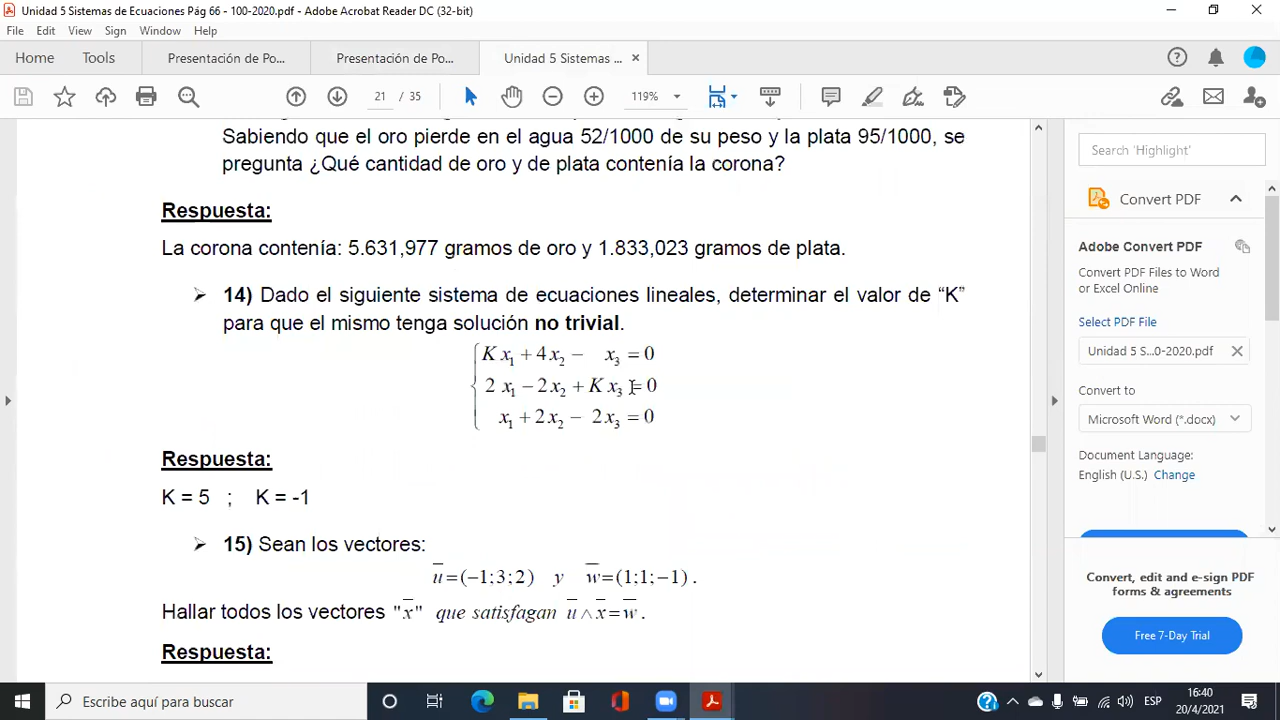 Unidad 5 Sistemas de Ecuaciones Pág 66 - 100-2020.pdf - Adobe Acrobat Reader DC (32-bit)
File Edit View Sign Window Help
Home Tools Presentación de Po... Presentación de Po... Unidad 5 Sistemas ... ×
21 / 35 119%
Sabiendo que el oro pierde en el agua 52/1000 de su peso y la plata 95/1000, se
pregunta ¿Qué cantidad de oro y de plata contenía la corona?
Respuesta:
La corona contenía: 5.631,977 gramos de oro y 1.833,023 gramos de plata.
➢ 14) Dado el siguiente sistema de ecuaciones lineales, determinar el valor de “K”
para que el mismo tenga solución no trivial.
K x₁ + 4 x₂ − x₃ = 0
2 x₁ − 2 x₂ + K x₃ = 0
x₁ + 2 x₂ − 2 x₃ = 0
Respuesta:
K = 5 ; K = -1
➢ 15) Sean los vectores:
u̅=(−1;3;2) y w̅=(1;1;−1) .
Hallar todos los vectores "x̅" que satisfagan u̅ ∧ x̅ = w̅ .
Respuesta:
Search 'Highlight'
Convert PDF
Adobe Convert PDF
Convert PDF Files to Word
or Excel Online
Select PDF File
Unidad 5 S...0-2020.pdf
Convert to
Microsoft Word (*.docx)
Document Language:
English (U.S.) Change
Convert, edit and e-sign PDF
forms & agreements
Free 7-Day Trial
Escribe aquí para buscar
ESP
16:40
20/4/2021